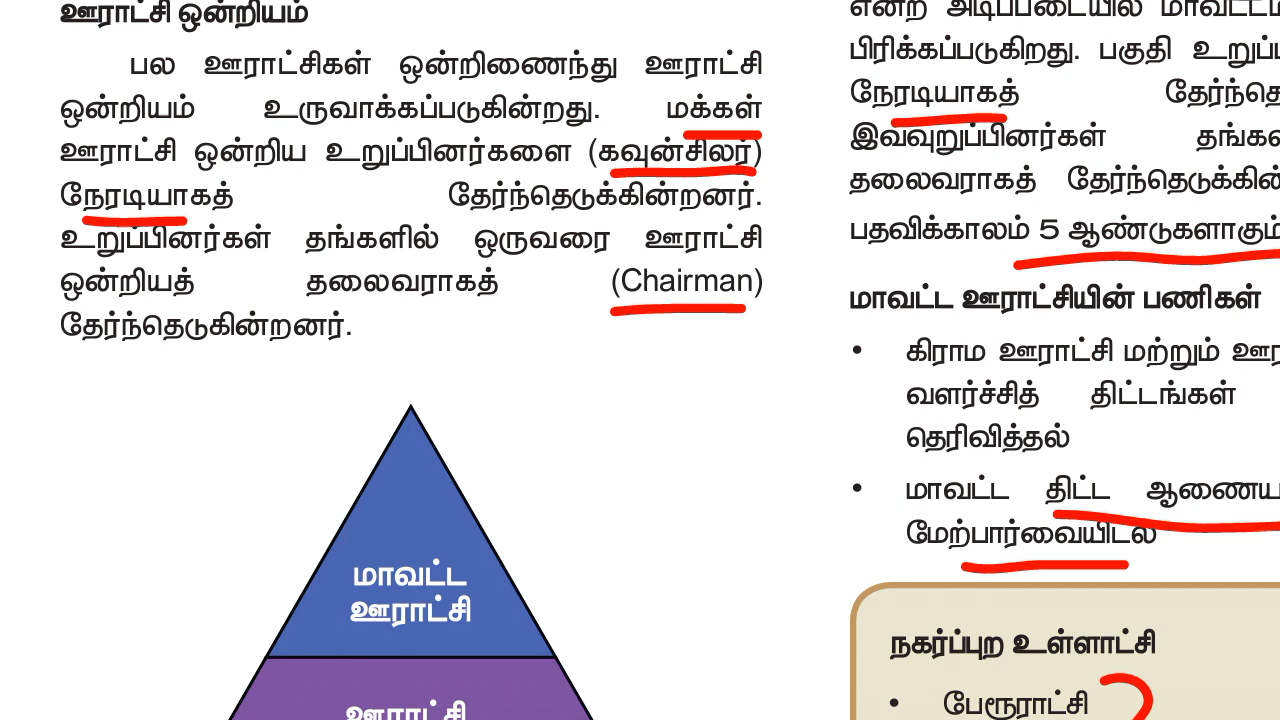 ஊராட்சி ஒன்றியம்
பல ஊராட்சிகள் ஒன்றிணைந்து ஊராட்சி
ஒன்றியம் உருவாக்கப்படுகின்றது. மக்கள்
ஊராட்சி ஒன்றிய உறுப்பினர்களை (கவுன்சிலர்)
நேரடியாகத் தேர்ந்தெடுக்கின்றனர்.
உறுப்பினர்கள் தங்களில் ஒருவரை ஊராட்சி
ஒன்றியத் தலைவராகத் (Chairman)
தேர்ந்தெடுகின்றனர்.
மாவட்ட
ஊராட்சி
ஊராட்சி
என்ற அடிப்படையில்
பிரிக்கப்படுகிறது. பகுதி
நேரடியாகத்
இவ்வுறுப்பினர்கள்
தலைவராகத்
பதவிக்காலம் 5 ஆண்டுகளாகும்
மாவட்ட ஊராட்சியின் பணிகள்
• கிராம ஊராட்சி மற்றும்
வளர்ச்சித் திட்டங்கள்
தெரிவித்தல்
• மாவட்ட திட்ட
மேற்பார்வையிடல்
நகர்ப்புற உள்ளாட்சி
• பேரூராட்சி